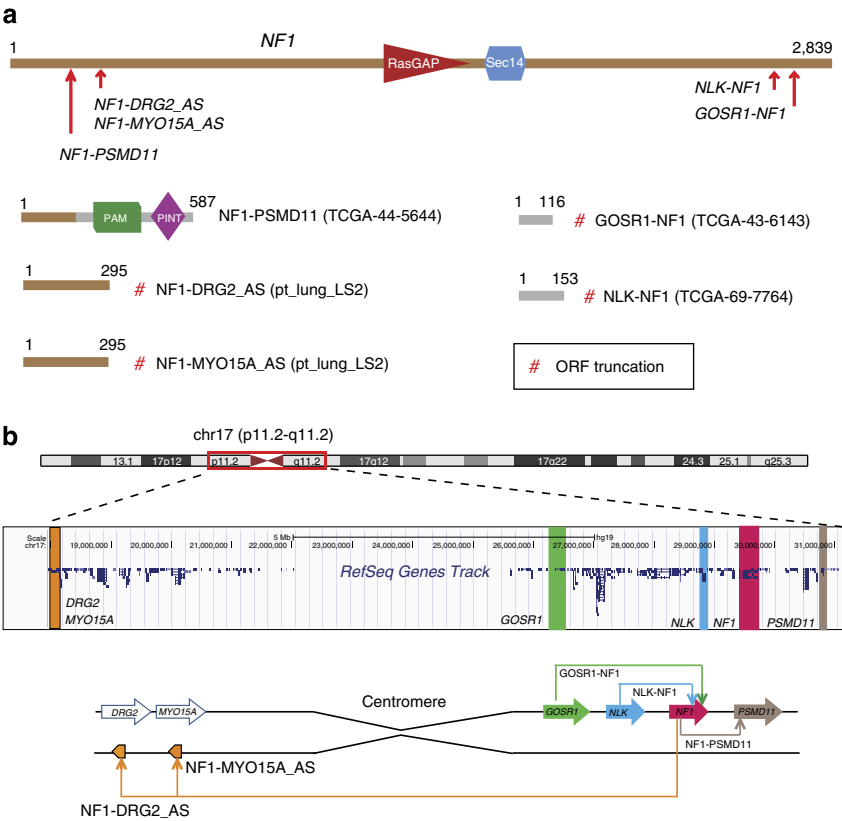 a
NF1
1
2,839
RasGAP
Sec14
NF1-DRG2_AS
NF1-MYO15A_AS
NF1-PSMD11
NLK-NF1
GOSR1-NF1
1
587
PAM
PINT
NF1-PSMD11 (TCGA-44-5644)
1 116
# GOSR1-NF1 (TCGA-43-6143)
1 295
# NF1-DRG2_AS (pt_lung_LS2)
1 153
# NLK-NF1 (TCGA-69-7764)
1 295
# NF1-MYO15A_AS (pt_lung_LS2)
# ORF truncation
b
chr17 (p11.2-q11.2)
13.1 17p12 p11.2 q11.2 17q12 17q22 24.3 25.1 q25.3
Scale
chr17:
5 Mb
hg19
19,000,000 20,000,000 21,000,000 22,000,000 23,000,000 24,000,000 25,000,000 26,000,000 27,000,000 28,000,000 29,000,000 30,000,000 31,000,000
RefSeq Genes Track
DRG2
MYO15A
GOSR1
NLK
NF1
PSMD11
GOSR1-NF1
NLK-NF1
Centromere
DRG2
MYO15A
GOSR1
NLK
NF1
PSMD11
NF1-PSMD11
NF1-MYO15A_AS
NF1-DRG2_AS